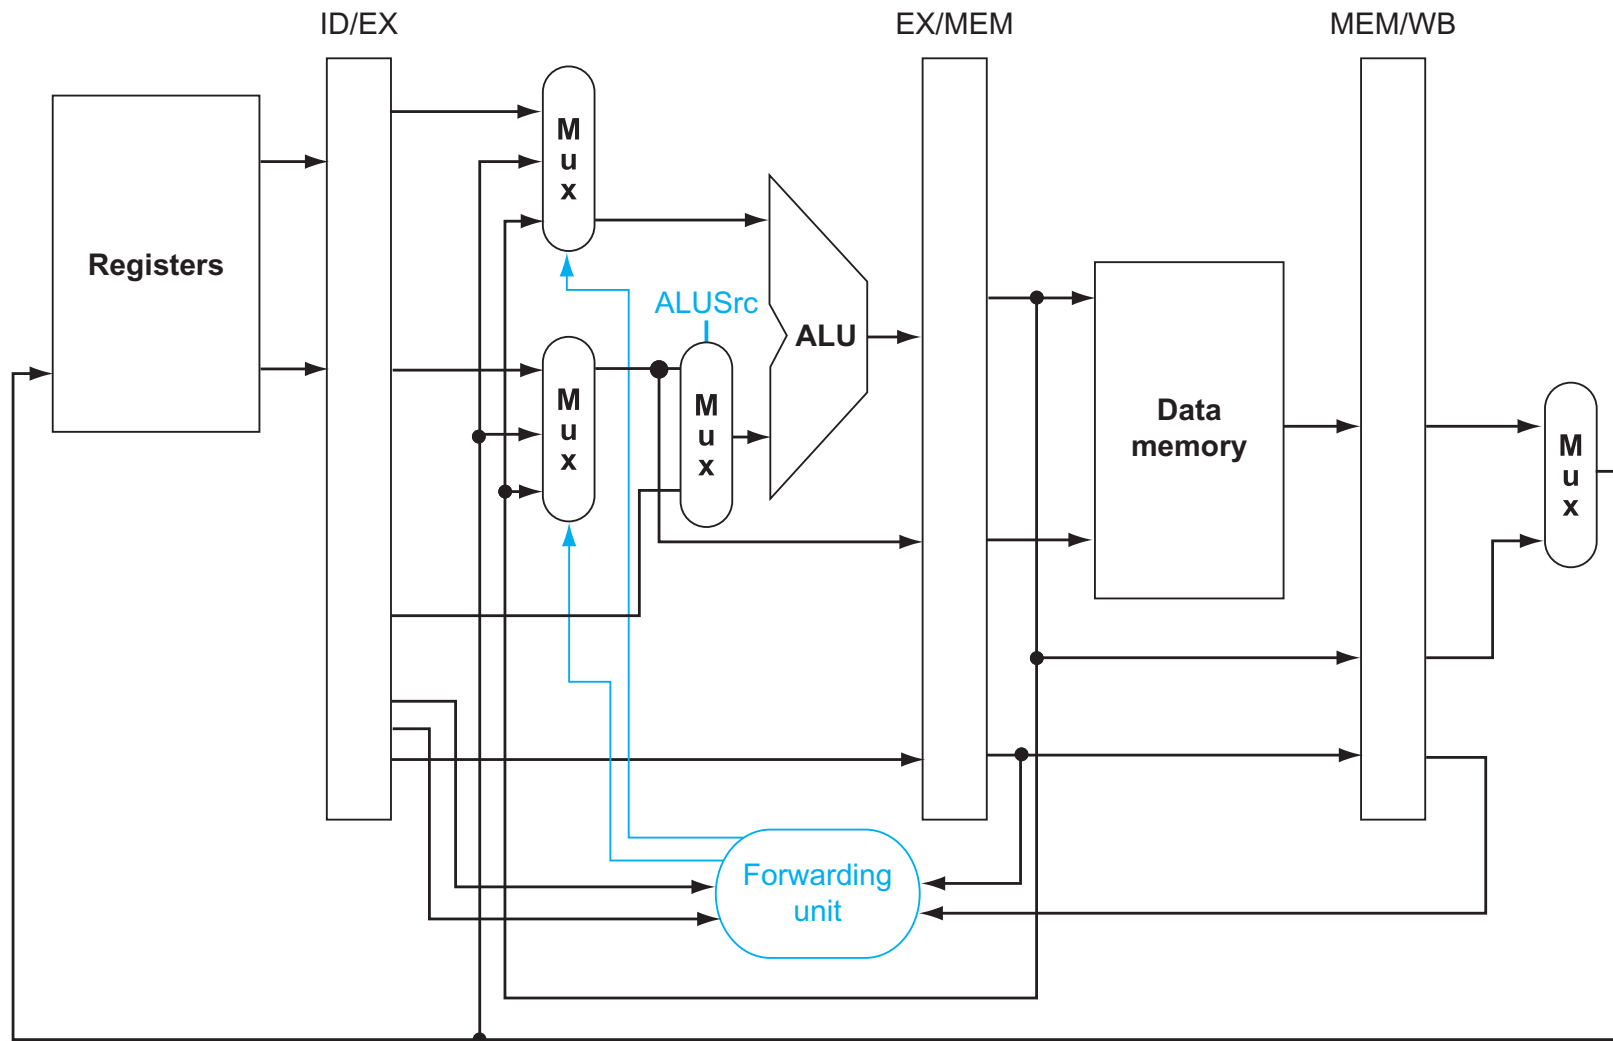 ID/EX
EX/MEM
MEM/WB
M
u
x
Registers
ALUSrc
ALU
M
u
x
M
u
x
Data
memory
M
u
x
Forwarding
unit